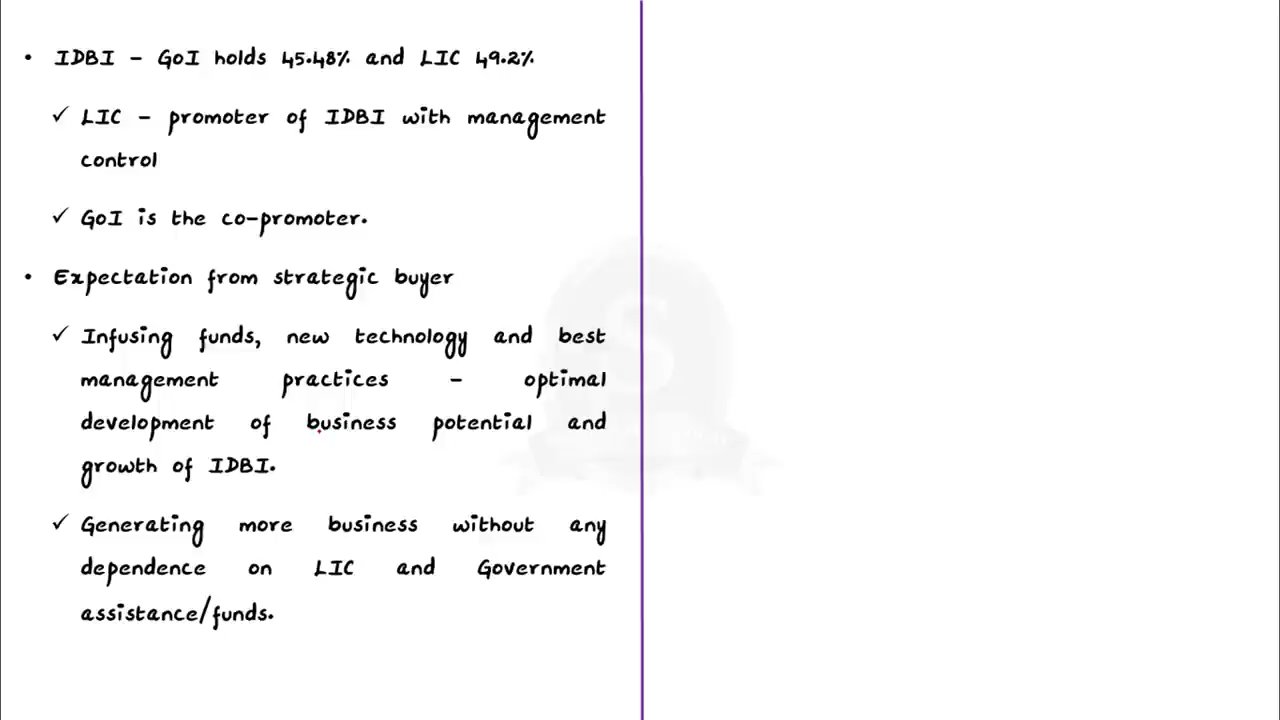 • IDBI – GoI holds 45.48% and LIC 49.2%
✓ LIC – promoter of IDBI with management
control
✓ GoI is the co-promoter.
• Expectation from strategic buyer
✓ Infusing funds, new technology and best
management practices – optimal
development of business potential and
growth of IDBI.
✓ Generating more business without any
dependence on LIC and Government
assistance/funds.